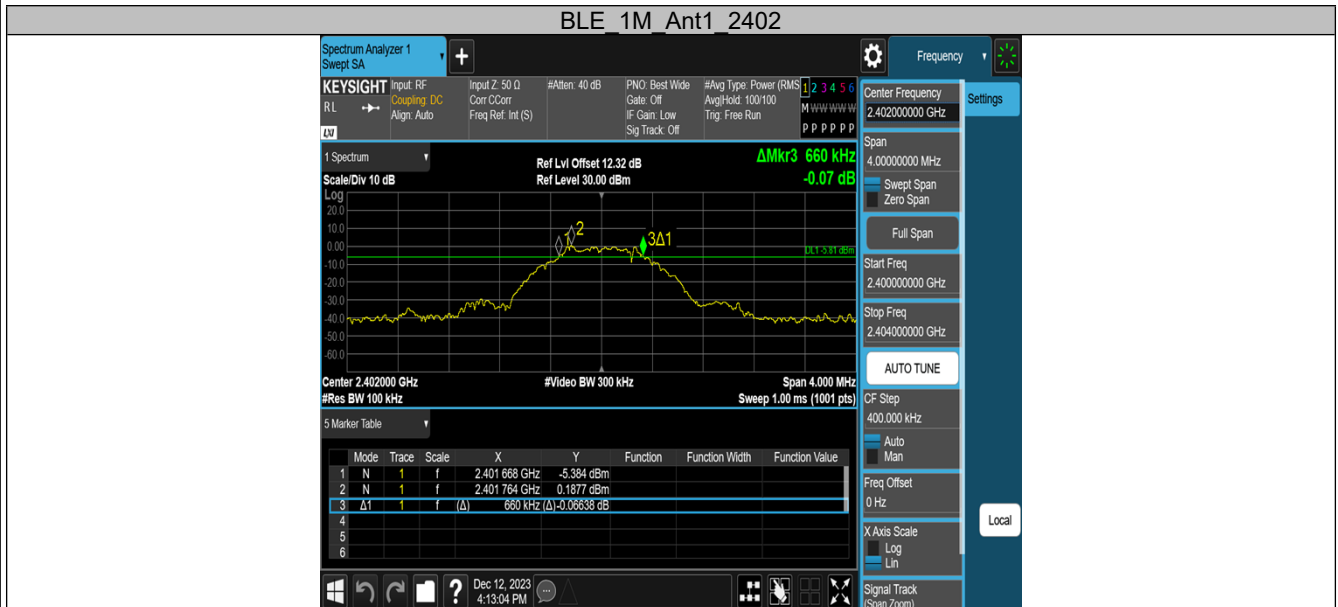 BLE_1M_Ant1_2402
Spectrum Analyzer 1
Swept SA
+
Frequency
KEYSIGHT
RL
LXI
Input: RF
Coupling: DC
Align: Auto
Input Z: 50 Ω
Corr CCorr
Freq Ref: Int (S)
#Atten: 40 dB
PNO: Best Wide
Gate: Off
IF Gain: Low
Sig Track: Off
#Avg Type: Power (RMS
Avg|Hold: 100/100
Trig: Free Run
1 2 3 4 5 6
M W W W W W
P P P P P P
Center Frequency
2.402000000 GHz
Settings
Span
4.00000000 MHz
Swept Span
Zero Span
Full Span
Start Freq
2.400000000 GHz
Stop Freq
2.404000000 GHz
AUTO TUNE
CF Step
400.000 kHz
Auto
Man
Freq Offset
0 Hz
X Axis Scale
Log
Lin
Signal Track
(Span Zoom)
Local
1 Spectrum
Scale/Div 10 dB
Ref Lvl Offset 12.32 dB
Ref Level 30.00 dBm
ΔMkr3 660 kHz
-0.07 dB
Log
20.0
10.0
0.00
-10.0
-20.0
-30.0
-40.0
-50.0
-60.0
1
2
3Δ1
DL1 -5.81 dBm
Center 2.402000 GHz
#Res BW 100 kHz
#Video BW 300 kHz
Span 4.000 MHz
Sweep 1.00 ms (1001 pts)
5 Marker Table
Mode Trace Scale X Y Function Function Width Function Value
1 N 1 f 2.401 668 GHz -5.384 dBm
2 N 1 f 2.401 764 GHz 0.1877 dBm
3 Δ1 1 f (Δ) 660 kHz (Δ) -0.06638 dB
4
5
6
?
Dec 12, 2023
4:13:04 PM